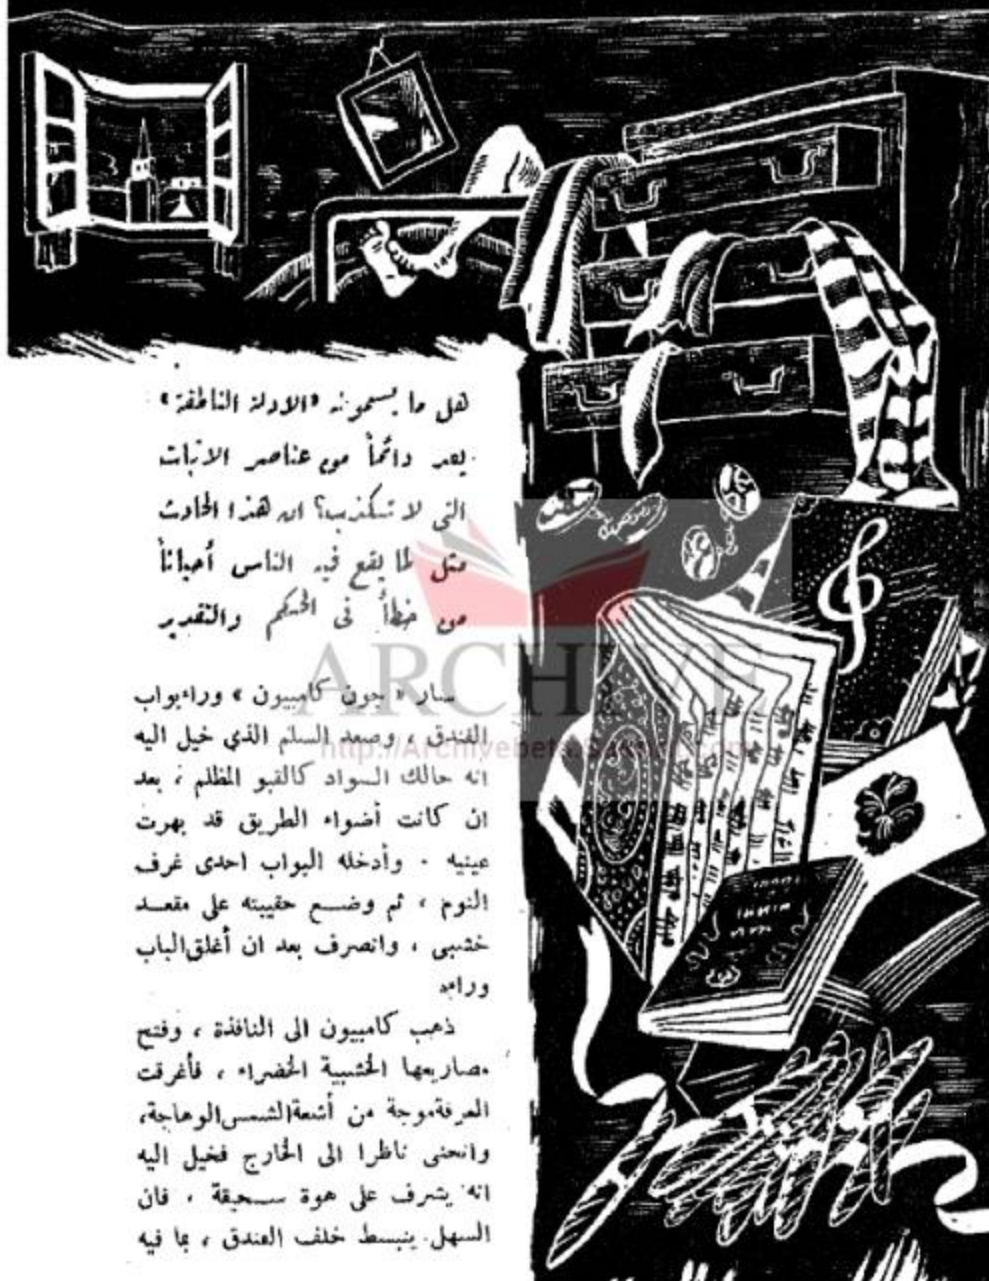 هل ما يسمونه «الادلة الناطقة»
يعد دائماً من عناصر الاثبات
التى لا تكذب؟ ان هذا الحادث
مثل لما يقع فيه الناس أحياناً
من خطأ فى الحكم والتقدير
سار « جون كامبيون » وراء بواب
الفندق ، وصعد السلم الذي خيل اليه
انه حالك السواد كالقبو المظلم ، بعد
ان كانت أضواء الطريق قد بهرت
عينيه . وأدخله البواب احدى غرف
النوم ، ثم وضع حقيبته على مقعد
خشبى ، وانصرف بعد ان أغلق الباب
وراءه
ذهب كامبيون الى النافذة ، وفتح
مصاريعها الخشبية الخضراء ، فأغرقت
الغرفة موجة من أشعة الشمس الوهاجة،
وانحنى ناظرا الى الخارج فخيل اليه
انه يشرف على هوة سحيقة ، فان
السهل ينبسط خلف الفندق ، بما فيه
ARCHIVE